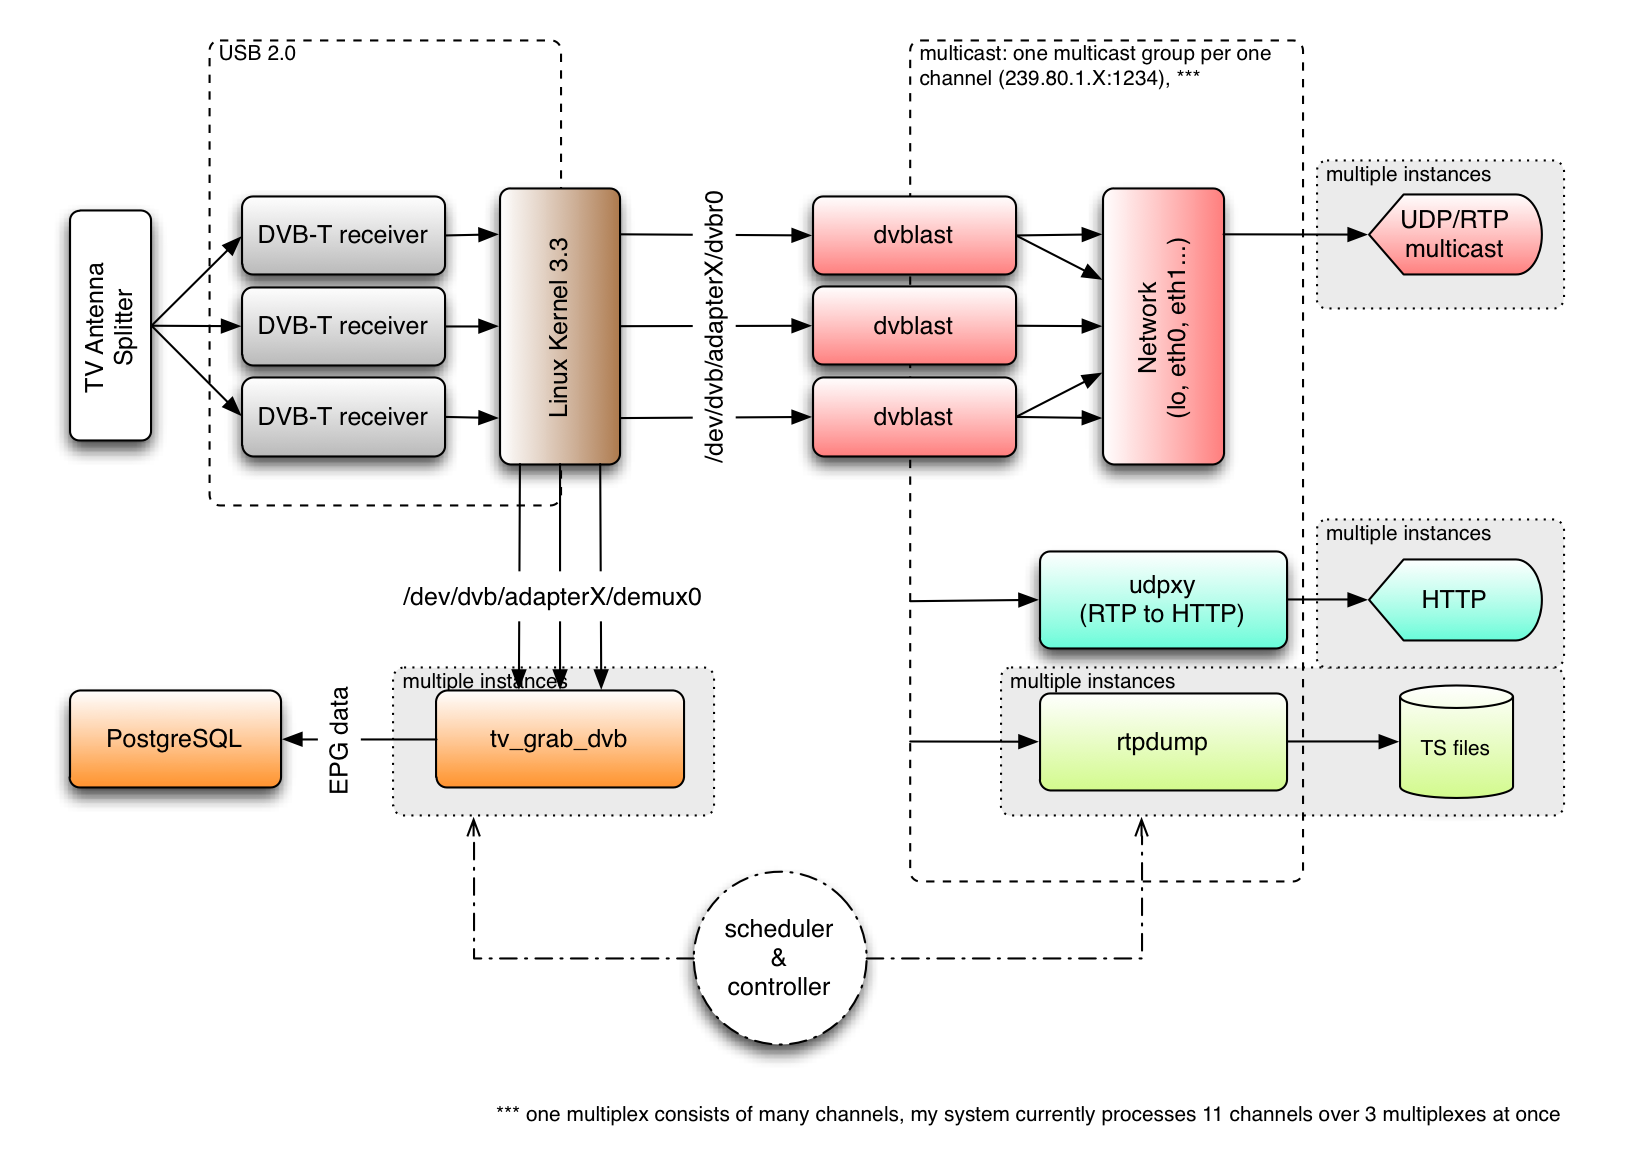 USB 2.0
multicast: one multicast group per one
channel (239.80.1.X:1234), ***
multiple instances
TV Antenna
Splitter
DVB-T receiver
DVB-T receiver
DVB-T receiver
Linux Kernel 3.3
/dev/dvb/adapterX/dvbr0
dvblast
dvblast
dvblast
Network
(lo, eth0, eth1...)
UDP/RTP
multicast
multiple instances
udpxy
(RTP to HTTP)
HTTP
/dev/dvb/adapterX/demux0
multiple instances
multiple instances
PostgreSQL
EPG data
tv_grab_dvb
rtpdump
TS files
scheduler
&
controller
*** one multiplex consists of many channels, my system currently processes 11 channels over 3 multiplexes at once